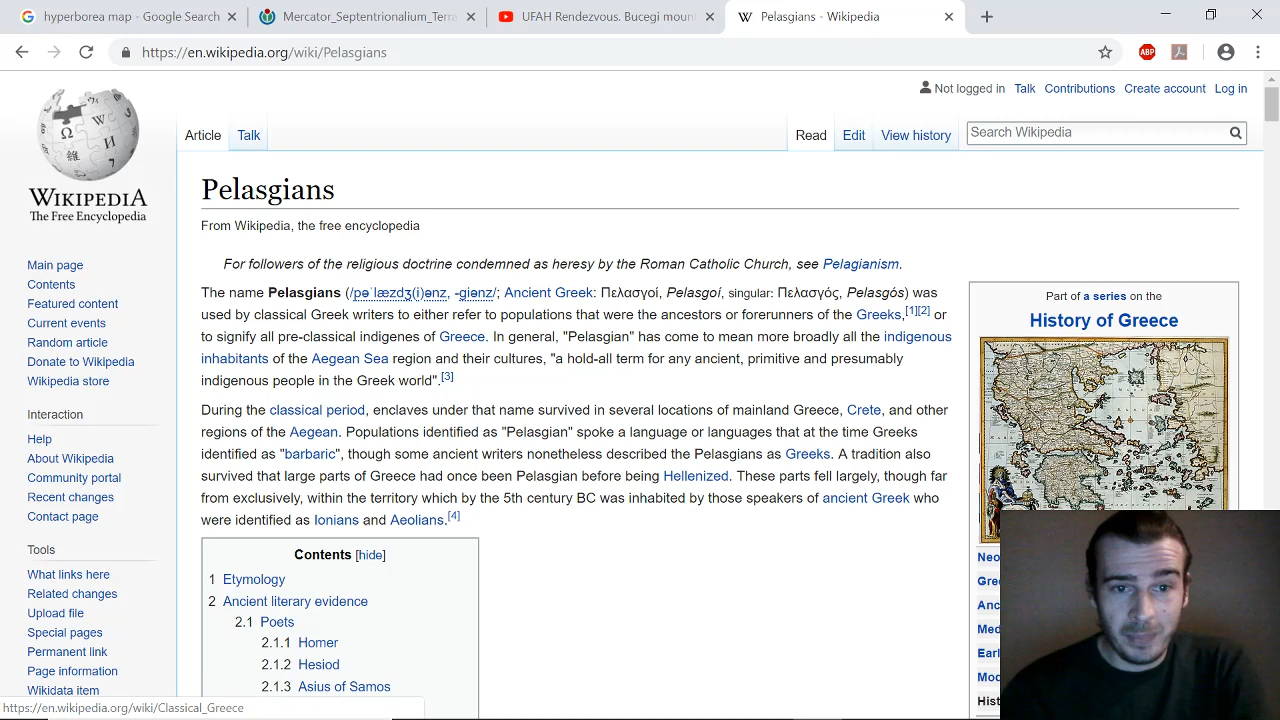 hyperborea map - Google Search
Mercator_Septentrionalium_Terra
UFAH Rendezvous. Bucegi moun
Pelasgians - Wikipedia
https://en.wikipedia.org/wiki/Pelasgians
ABP
Not logged in Talk Contributions Create account Log in
Article Talk
Read Edit View history
Search Wikipedia
WIKIPEDIA
The Free Encyclopedia
Main page
Contents
Featured content
Current events
Random article
Donate to Wikipedia
Wikipedia store
Interaction
Help
About Wikipedia
Community portal
Recent changes
Contact page
Tools
What links here
Related changes
Upload file
Special pages
Permanent link
Page information
Wikidata item
Pelasgians
From Wikipedia, the free encyclopedia
For followers of the religious doctrine condemned as heresy by the Roman Catholic Church, see Pelagianism.
The name Pelasgians (/pəˈlæzdʒ(i)ənz, -ɡiənz/; Ancient Greek: Πελασγοί, Pelasgoí, singular: Πελασγός, Pelasgós) was
used by classical Greek writers to either refer to populations that were the ancestors or forerunners of the Greeks,[1][2] or
to signify all pre-classical indigenes of Greece. In general, "Pelasgian" has come to mean more broadly all the indigenous
inhabitants of the Aegean Sea region and their cultures, "a hold-all term for any ancient, primitive and presumably
indigenous people in the Greek world".[3]
During the classical period, enclaves under that name survived in several locations of mainland Greece, Crete, and other
regions of the Aegean. Populations identified as "Pelasgian" spoke a language or languages that at the time Greeks
identified as "barbaric", though some ancient writers nonetheless described the Pelasgians as Greeks. A tradition also
survived that large parts of Greece had once been Pelasgian before being Hellenized. These parts fell largely, though far
from exclusively, within the territory which by the 5th century BC was inhabited by those speakers of ancient Greek who
were identified as Ionians and Aeolians.[4]
Contents [hide]
1 Etymology
2 Ancient literary evidence
2.1 Poets
2.1.1 Homer
2.1.2 Hesiod
2.1.3 Asius of Samos
Part of a series on the
History of Greece
Neo
Gre
Anc
Med
Earl
Mod
Hist
https://en.wikipedia.org/wiki/Classical_Greece